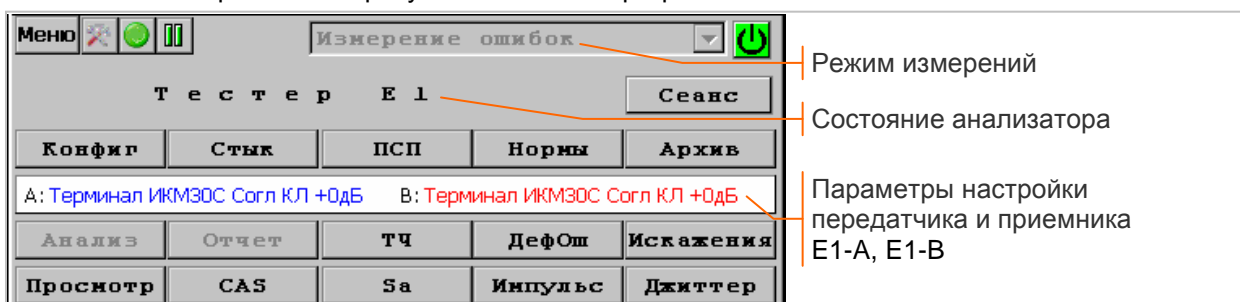 Меню Измерение ошибок
Режим измерений
Тестер E1 Сеанс
Состояние анализатора
Конфиг Стык ПСП Нормы Архив
A: Терминал ИКМ30С Согл КЛ +0дБ B: Терминал ИКМ30С Согл КЛ +0дБ
Параметры настройки
передатчика и приемника
E1-A, E1-B
Анализ Отчет ТЧ ДефОш Искажения
Просмотр CAS Sa Импульс Джиттер